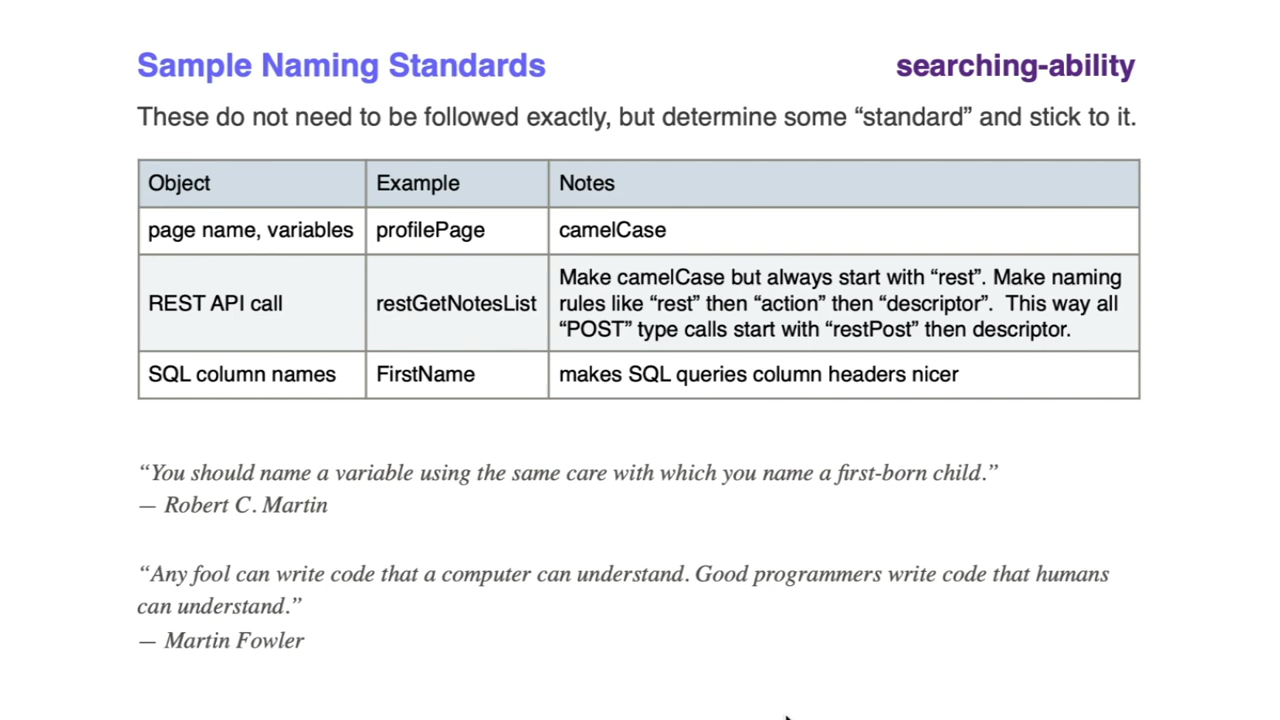 Sample Naming Standards searching-ability
These do not need to be followed exactly, but determine some “standard” and stick to it.
Object Example Notes
page name, variables profilePage camelCase
REST API call restGetNotesList Make camelCase but always start with “rest”. Make naming
rules like “rest” then “action” then “descriptor”.  This way all
“POST” type calls start with “restPost” then descriptor.
SQL column names FirstName makes SQL queries column headers nicer
“You should name a variable using the same care with which you name a first-born child.”
— Robert C. Martin
“Any fool can write code that a computer can understand. Good programmers write code that humans
can understand.”
— Martin Fowler